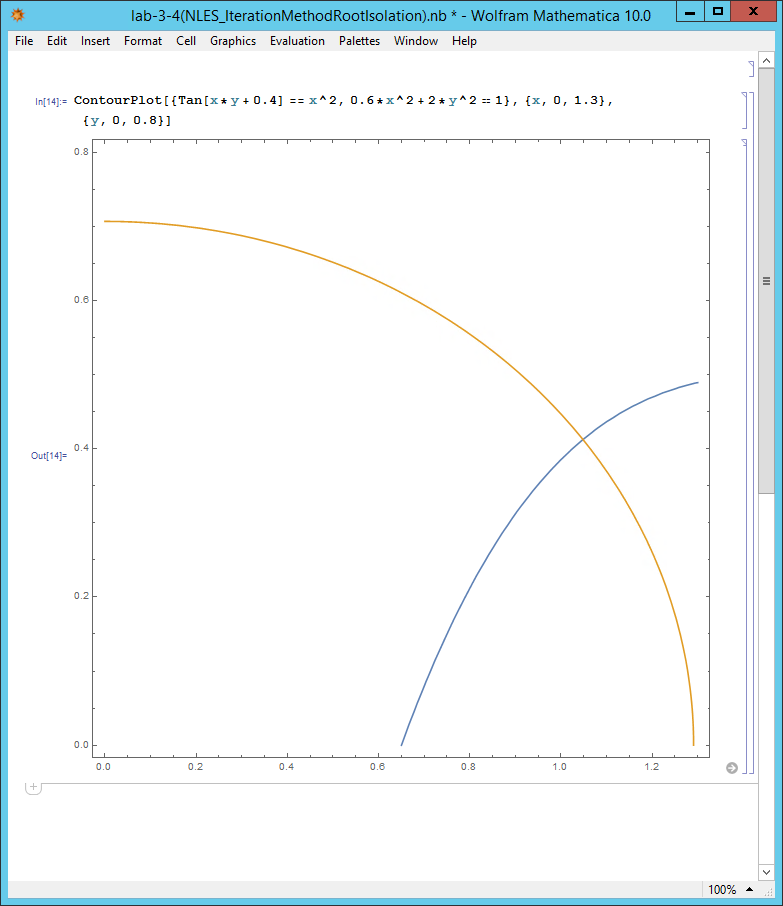 lab-3-4(NLES_IterationMethodRootIsolation).nb * - Wolfram Mathematica 10.0
File Edit Insert Format Cell Graphics Evaluation Palettes Window Help
In[14]:= ContourPlot[{Tan[x*y+0.4] == x^2, 0.6*x^2+2*y^2 == 1}, {x, 0, 1.3},
{y, 0, 0.8}]
0.8
0.6
Out[14]=
0.4
0.2
0.0
0.0 0.2 0.4 0.6 0.8 1.0 1.2
100%